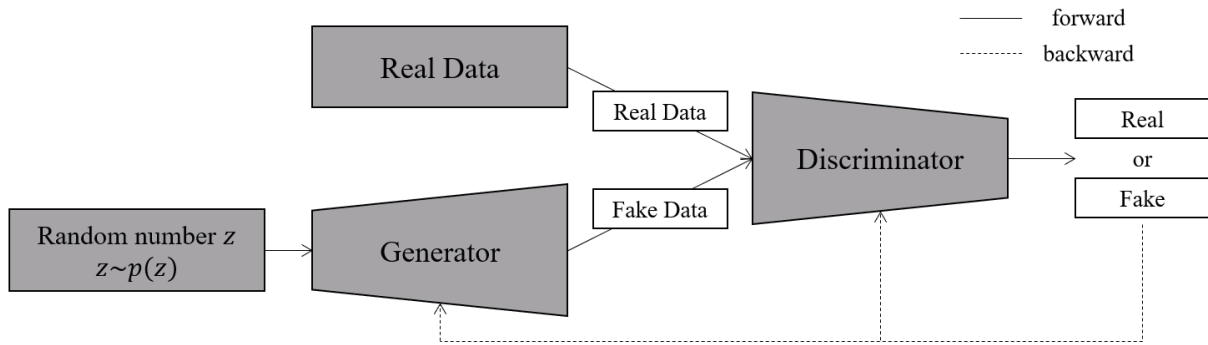 forward
backward
Real Data
Real Data
Discriminator
Real
or
Fake
Fake Data
Generator
Random number z
z~p(z)